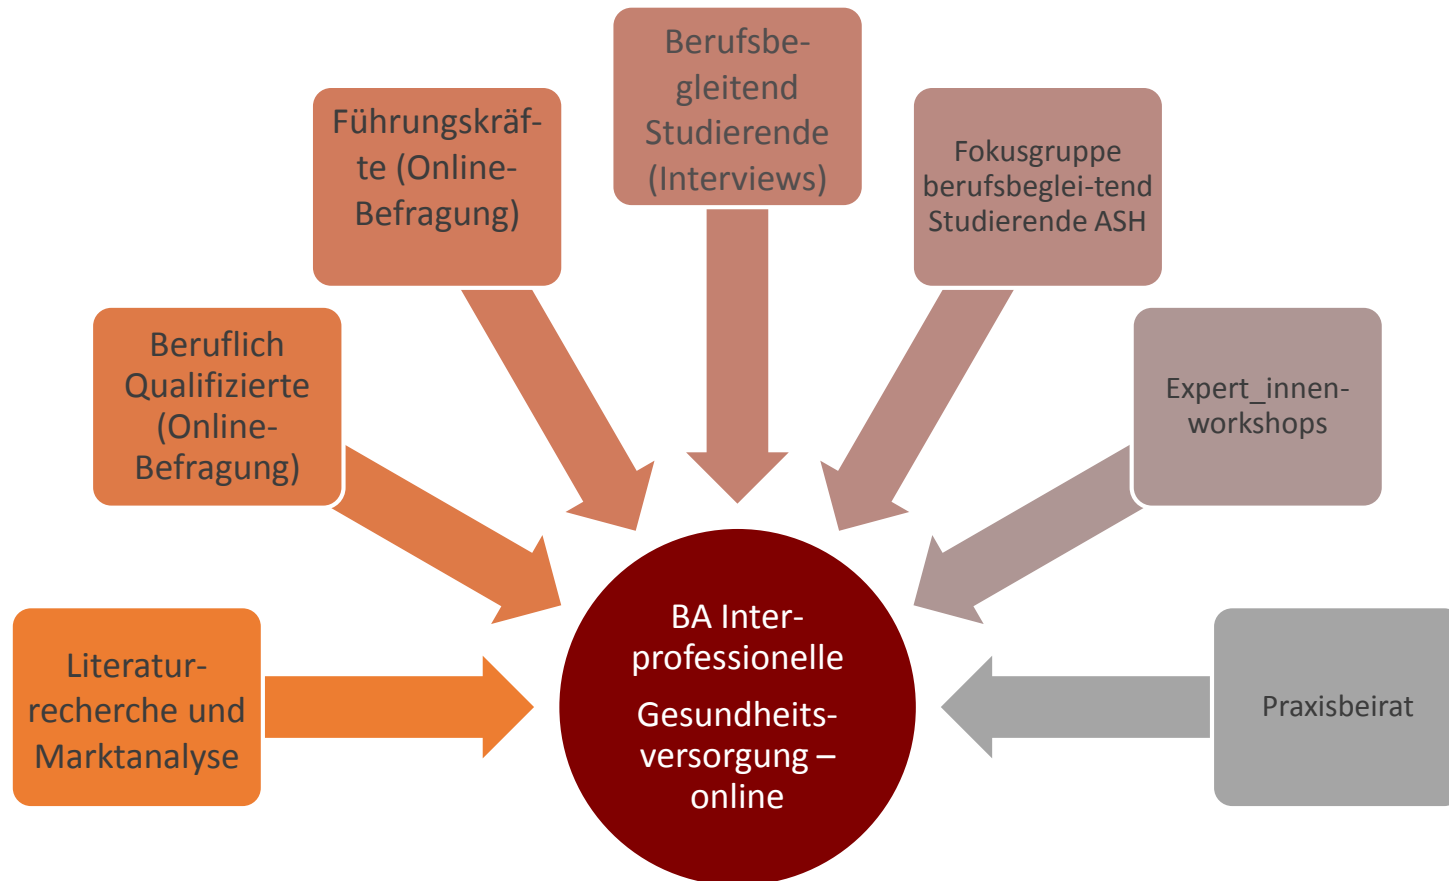 Literatur-
recherche und
Marktanalyse
Beruflich
Qualifizierte
(Online-
Befragung)
Führungskräf-
te (Online-
Befragung)
Berufsbe-
gleitend
Studierende
(Interviews)
Fokusgruppe
berufsbeglei-tend
Studierende ASH
Expert_innen-
workshops
Praxisbeirat
BA Inter-
professionelle
Gesundheits-
versorgung –
online